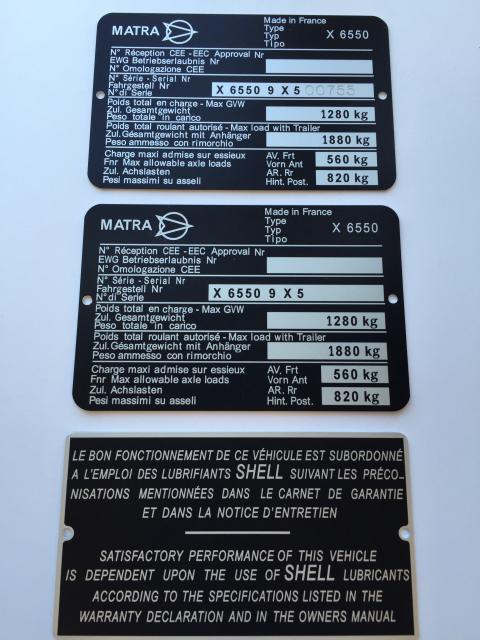 MATRA
Made in France
Type
Typ X 6550
Tipo
N° Réception CEE - EEC Approval Nr
EWG Betriebserlaubnis Nr
N° Omologazione CEE
N° Série - Serial Nr
Fahrgestell Nr X 6550 9 X 5 00755
N° di Serie
Poids total en charge - Max GVW
Zul. Gesamtgewicht 1280 kg
Peso totale in carico
Poids total roulant autorisé - Max load with Trailer
Zul. Gesamtgewicht mit Anhänger 1880 kg
Peso ammesso con rimorchio
Charge maxi admise sur essieux AV. Frt 560 kg
Fnr Max allowable axle loads Vorn Ant
Zul. Achslasten AR. Rr 820 kg
Pesi massimi su asseli Hint. Post.
MATRA
Made in France
Type
Typ X 6550
Tipo
N° Réception CEE - EEC Approval Nr
EWG Betriebserlaubnis Nr
N° Omologazione CEE
N° Série - Serial Nr
Fahrgestell Nr X 6550 9 X 5
N° di Serie
Poids total en charge - Max GVW
Zul. Gesamtgewicht 1280 kg
Peso totale in carico
Poids total roulant autorisé - Max load with Trailer
Zul. Gésamtgewicht mit Anhänger 1880 kg
Peso ammesso con rimorchio
Charge maxi admise sur essieux AV. Frt 560 kg
Fnr Max allowable axle loads Vorn Ant
Zul. Achslasten AR. Rr 820 kg
Pesi massimi su asseli Hint. Post.
LE BON FONCTIONNEMENT DE CE VÉHICULE EST SUBORDONNÉ
A L'EMPLOI DES LUBRIFIANTS SHELL SUIVANT LES PRÉCO-
NISATIONS MENTIONNÉES DANS LE CARNET DE GARANTIE
ET DANS LA NOTICE D'ENTRETIEN
SATISFACTORY PERFORMANCE OF THIS VEHICLE
IS DEPENDENT UPON THE USE OF SHELL LUBRICANTS
ACCORDING TO THE SPECIFICATIONS LISTED IN THE
WARRANTY DECLARATION AND IN THE OWNERS MANUAL